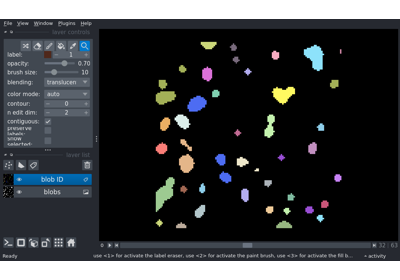 File View Window Plugins Help
layer controls
label: 1
opacity: 0.70
brush size: 10
blending: translucen
color mode: auto
contour: 0
n edit dim: 2
contiguous:
preserve
labels:
show
selected:
layer list
blob ID
blobs
32 63
Ready use <1> for activate the label eraser, use <2> for activate the paint brush, use <3> for activate the fill b... activity